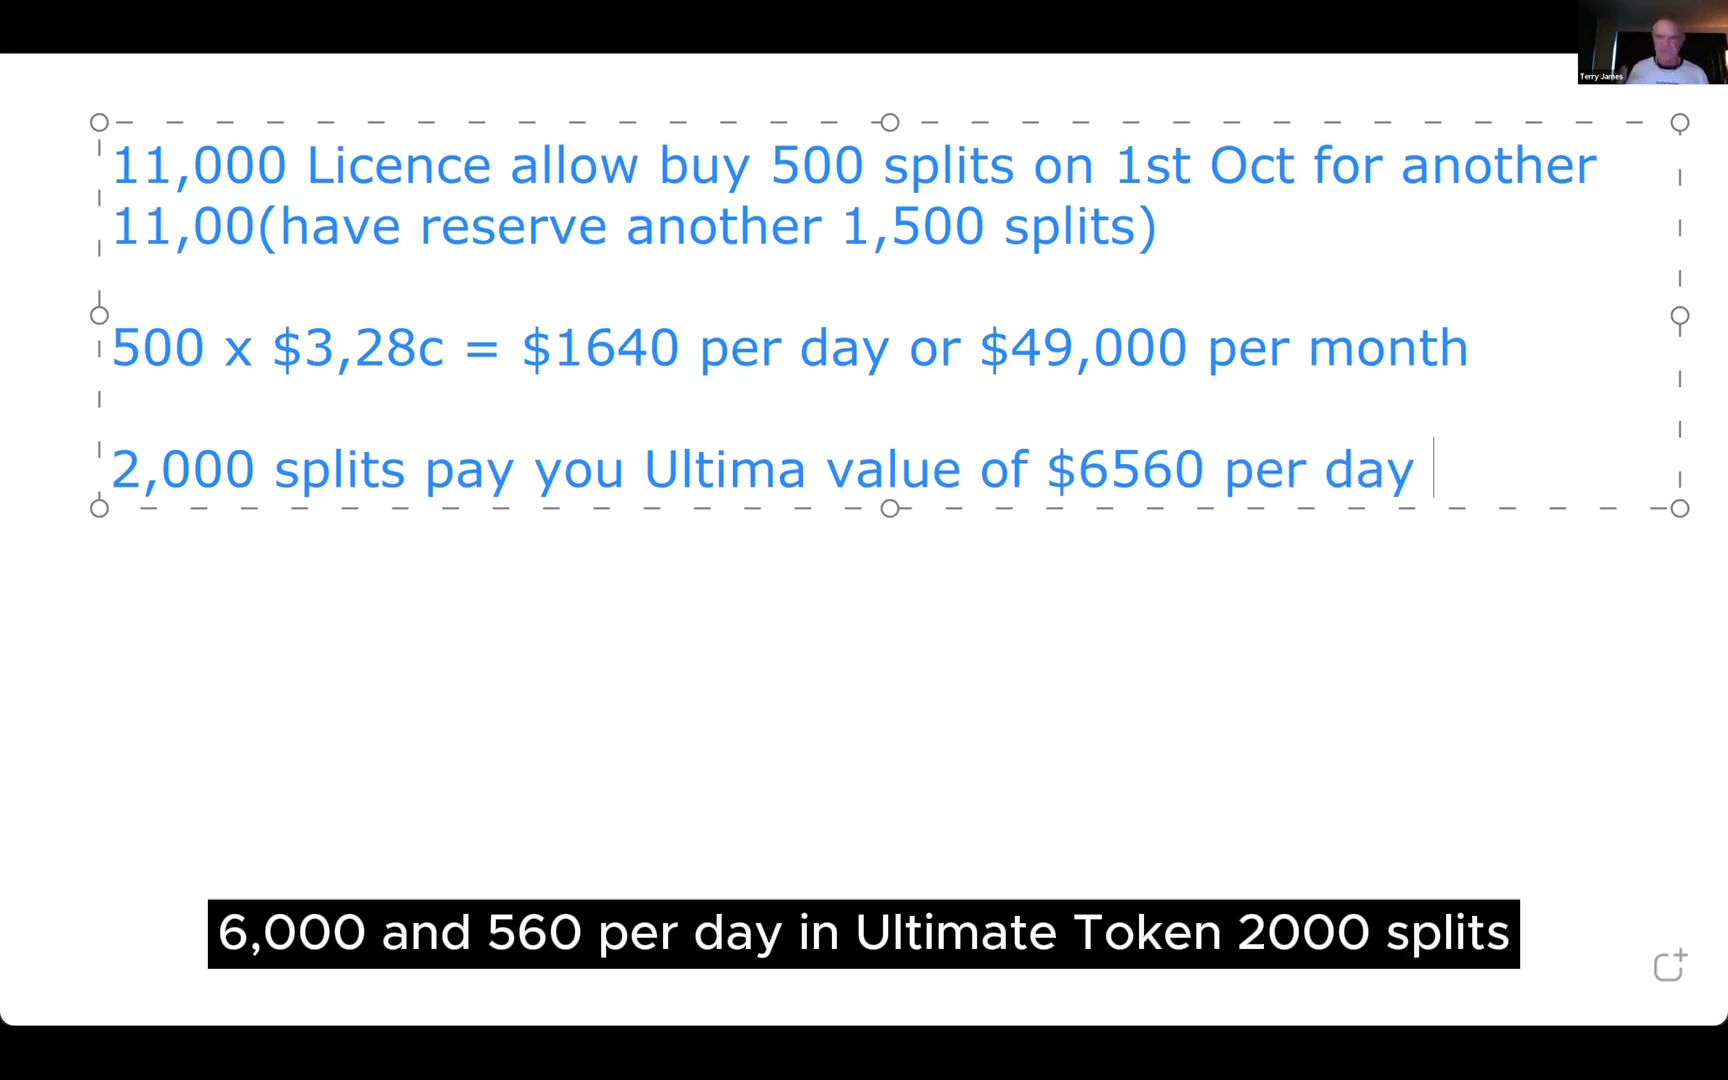 Terry James
11,000 Licence allow buy 500 splits on 1st Oct for another
11,00(have reserve another 1,500 splits)
500 x $3,28c = $1640 per day or $49,000 per month
2,000 splits pay you Ultima value of $6560 per day
6,000 and 560 per day in Ultimate Token 2000 splits